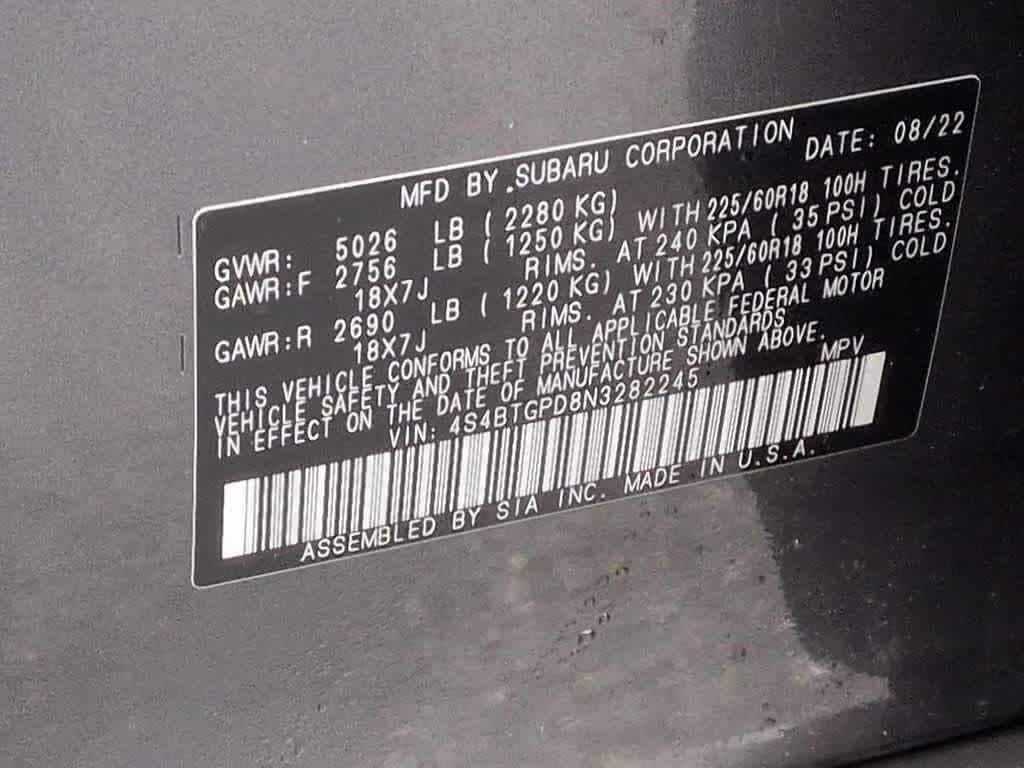 MFD BY.SUBARU CORPORATION DATE: 08/22
GVWR: 5026 LB ( 2280 KG)
GAWR:F 2756 LB ( 1250 KG) WITH 225/60R18 100H TIRES.
18X7J RIMS. AT 240 KPA ( 35 PSI) COLD
GAWR:R 2690 LB ( 1220 KG) WITH 225/60R18 100H TIRES.
18X7J RIMS. AT 230 KPA ( 33 PSI) COLD
THIS VEHICLE CONFORMS TO ALL APPLICABLE FEDERAL MOTOR
VEHICLE SAFETY AND THEFT PREVENTION STANDARDS
IN EFFECT ON THE DATE OF MANUFACTURE SHOWN ABOVE.
VIN: 4S4BTGPD8N3282245 MPV
ASSEMBLED BY SIA INC. MADE IN U.S.A.